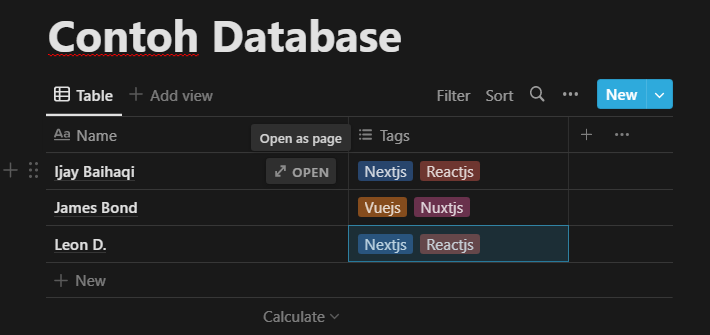 Contoh Database
Table Add view Filter Sort New
Aa Name Open as page Tags
Ijay Baihaqi OPEN Nextjs Reactjs
James Bond Vuejs Nuxtjs
Leon D. Nextjs Reactjs
New
Calculate